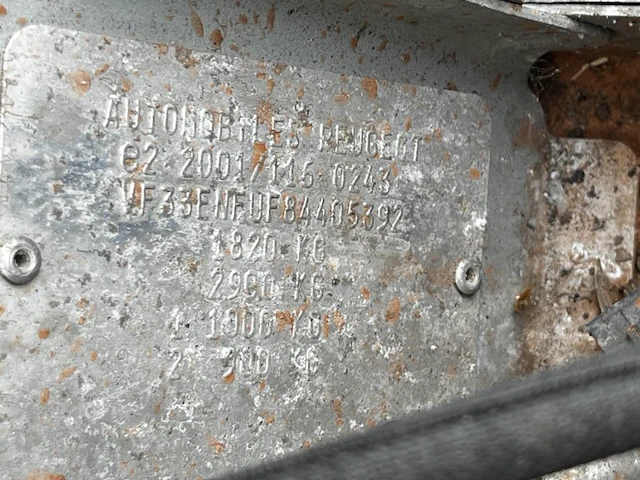 AUTOMOBILES PEUGEOT
e2*2001/116*0243
VF33ENFUF84405392
1820 KG
2900 KG
1 1000 KG
2 900 KG